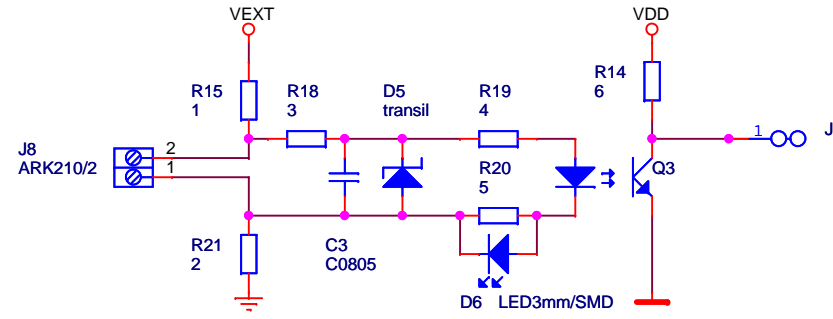 VEXT
VDD
R15
1
R18
3
D5
transil
R19
4
R14
6
J8
ARK210/2
2
1
1
J
R20
5
Q3
R21
2
C3
C0805
D6 LED3mm/SMD